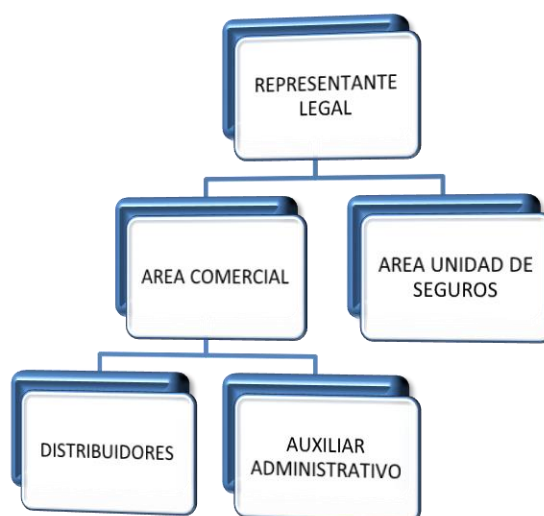 REPRESENTANTE
LEGAL
AREA COMERCIAL
AREA UNIDAD DE
SEGUROS
DISTRIBUIDORES
AUXILIAR
ADMINISTRATIVO